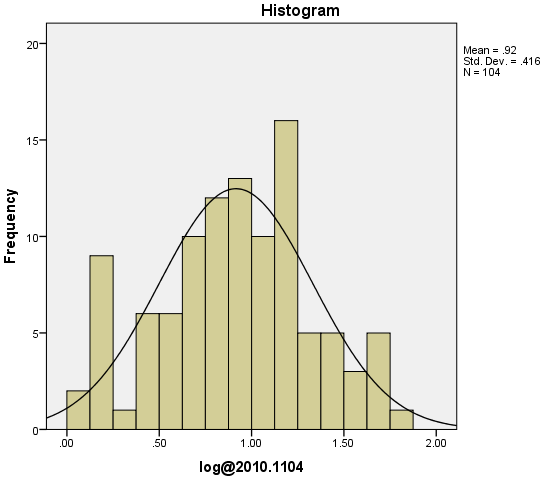 Histogram
Mean = .92
Std. Dev. = .416
N = 104
Frequency
20
15
10
5
0
.00 .50 1.00 1.50 2.00
log@2010.1104